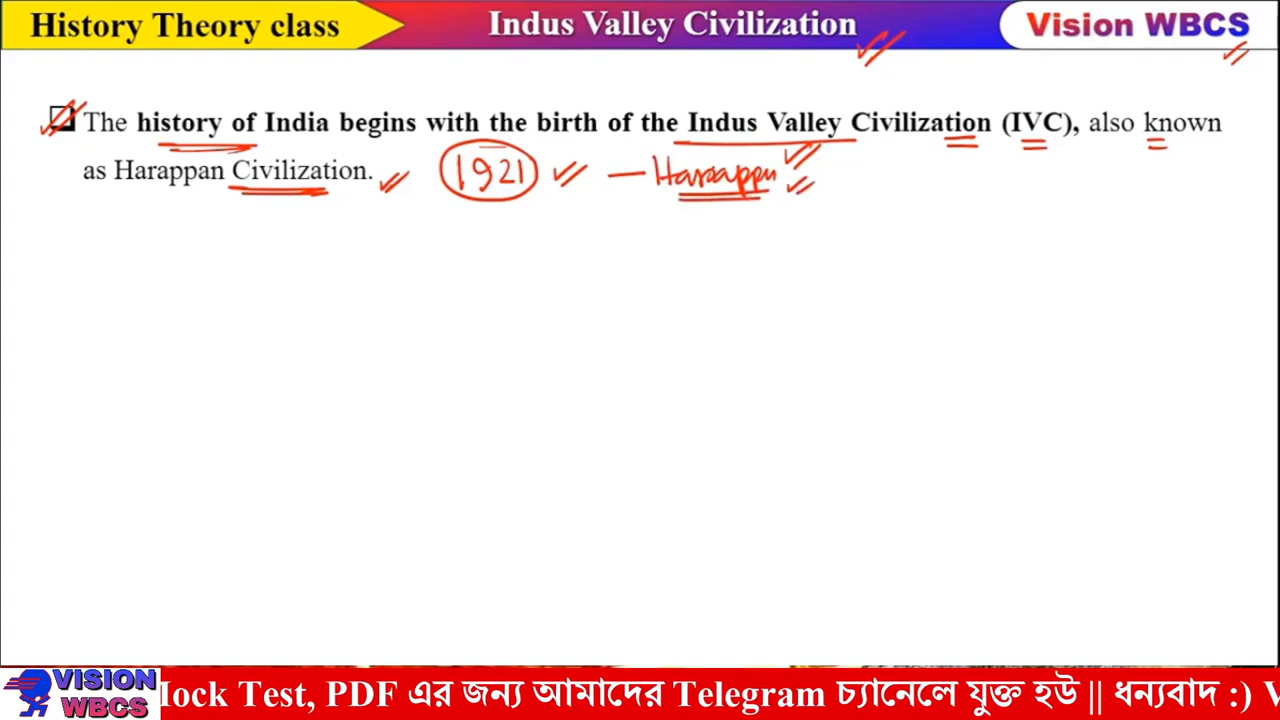 History Theory class
Indus Valley Civilization
Vision WBCS
The history of India begins with the birth of the Indus Valley Civilization (IVC), also known
as Harappan Civilization. 1921 — Harappa
VISION
WBCS
Mock Test, PDF এর জন্য আমাদের Telegram চ্যানেলে যুক্ত হউ || ধন্যবাদ :) V